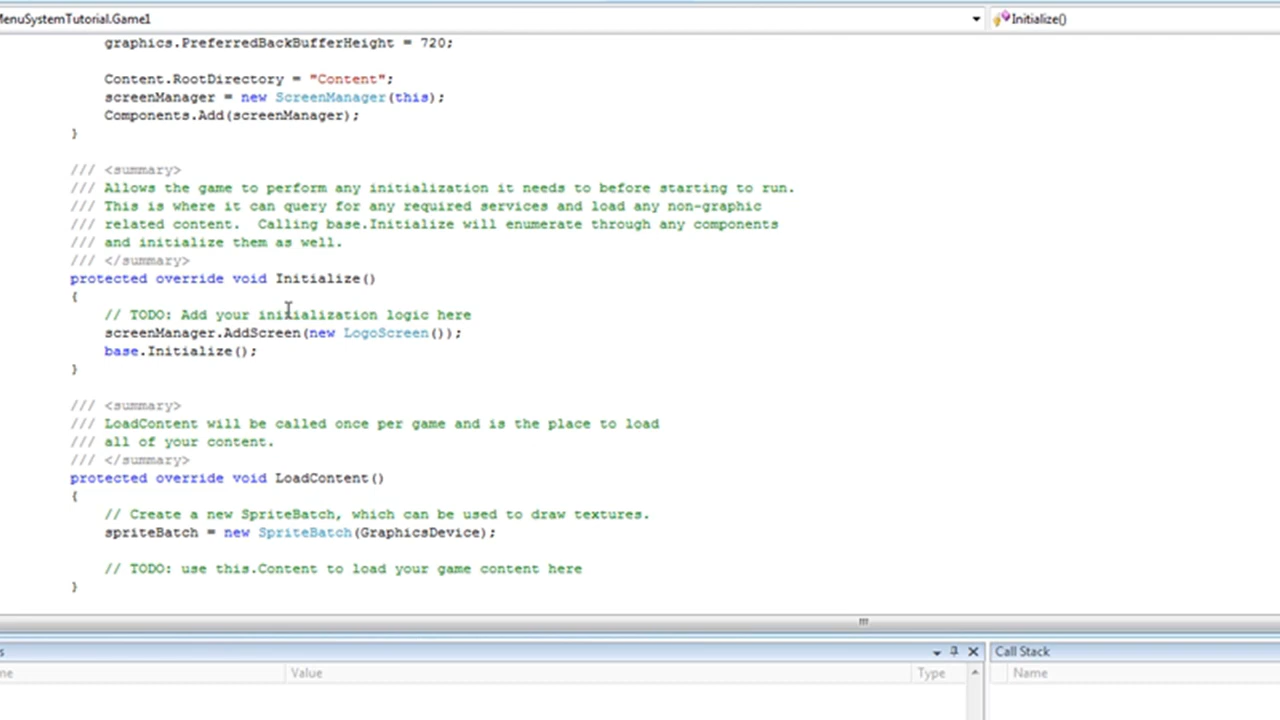 MenuSystemTutorial.Game1
Initialize()
graphics.PreferredBackBufferHeight = 720;
Content.RootDirectory = "Content";
screenManager = new ScreenManager(this);
Components.Add(screenManager);
}
/// <summary>
/// Allows the game to perform any initialization it needs to before starting to run.
/// This is where it can query for any required services and load any non-graphic
/// related content.  Calling base.Initialize will enumerate through any components
/// and initialize them as well.
/// </summary>
protected override void Initialize()
{
// TODO: Add your initialization logic here
screenManager.AddScreen(new LogoScreen());
base.Initialize();
}
/// <summary>
/// LoadContent will be called once per game and is the place to load
/// all of your content.
/// </summary>
protected override void LoadContent()
{
// Create a new SpriteBatch, which can be used to draw textures.
spriteBatch = new SpriteBatch(GraphicsDevice);
// TODO: use this.Content to load your game content here
}
s
Call Stack
me
Value
Type
Name